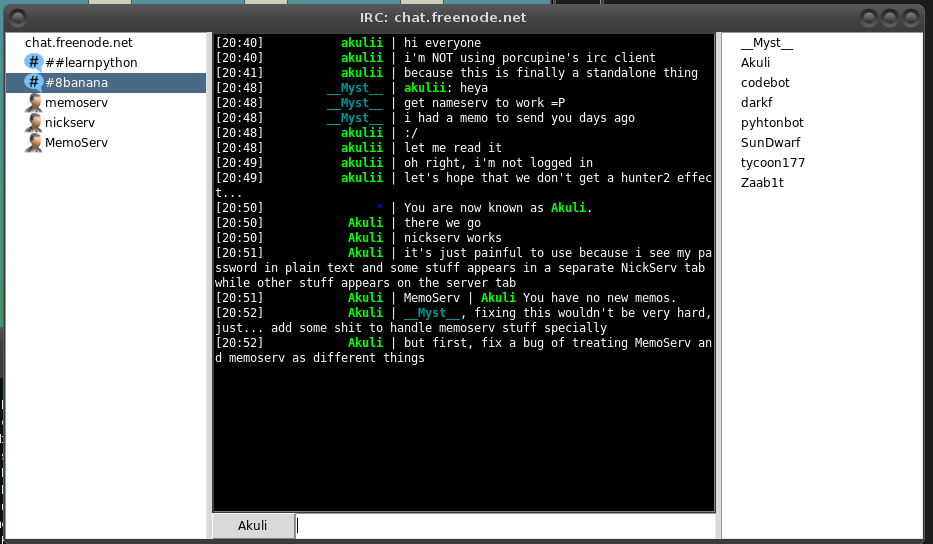 IRC: chat.freenode.net
chat.freenode.net
##learnpython
#8banana
memoserv
nickserv
MemoServ
[20:40] akulii | hi everyone
[20:40] akulii | i'm NOT using porcupine's irc client
[20:41] akulii | because this is finally a standalone thing
[20:48] __Myst__ | akulii: heya
[20:48] __Myst__ | get nameserv to work =P
[20:48] __Myst__ | i had a memo to send you days ago
[20:48] akulii | :/
[20:48] akulii | let me read it
[20:49] akulii | oh right, i'm not logged in
[20:49] akulii | let's hope that we don't get a hunter2 effec
t...
[20:50] * | You are now known as Akuli.
[20:50] Akuli | there we go
[20:50] Akuli | nickserv works
[20:51] Akuli | it's just painful to use because i see my pa
ssword in plain text and some stuff appears in a separate NickServ tab
while other stuff appears on the server tab
[20:51] Akuli | MemoServ | Akuli You have no new memos.
[20:52] Akuli | __Myst__, fixing this wouldn't be very hard,
just... add some shit to handle memoserv stuff specially
[20:52] Akuli | but first, fix a bug of treating MemoServ an
d memoserv as different things
Akuli
__Myst__
Akuli
codebot
darkf
pyhtonbot
SunDwarf
tycoon177
Zaab1t